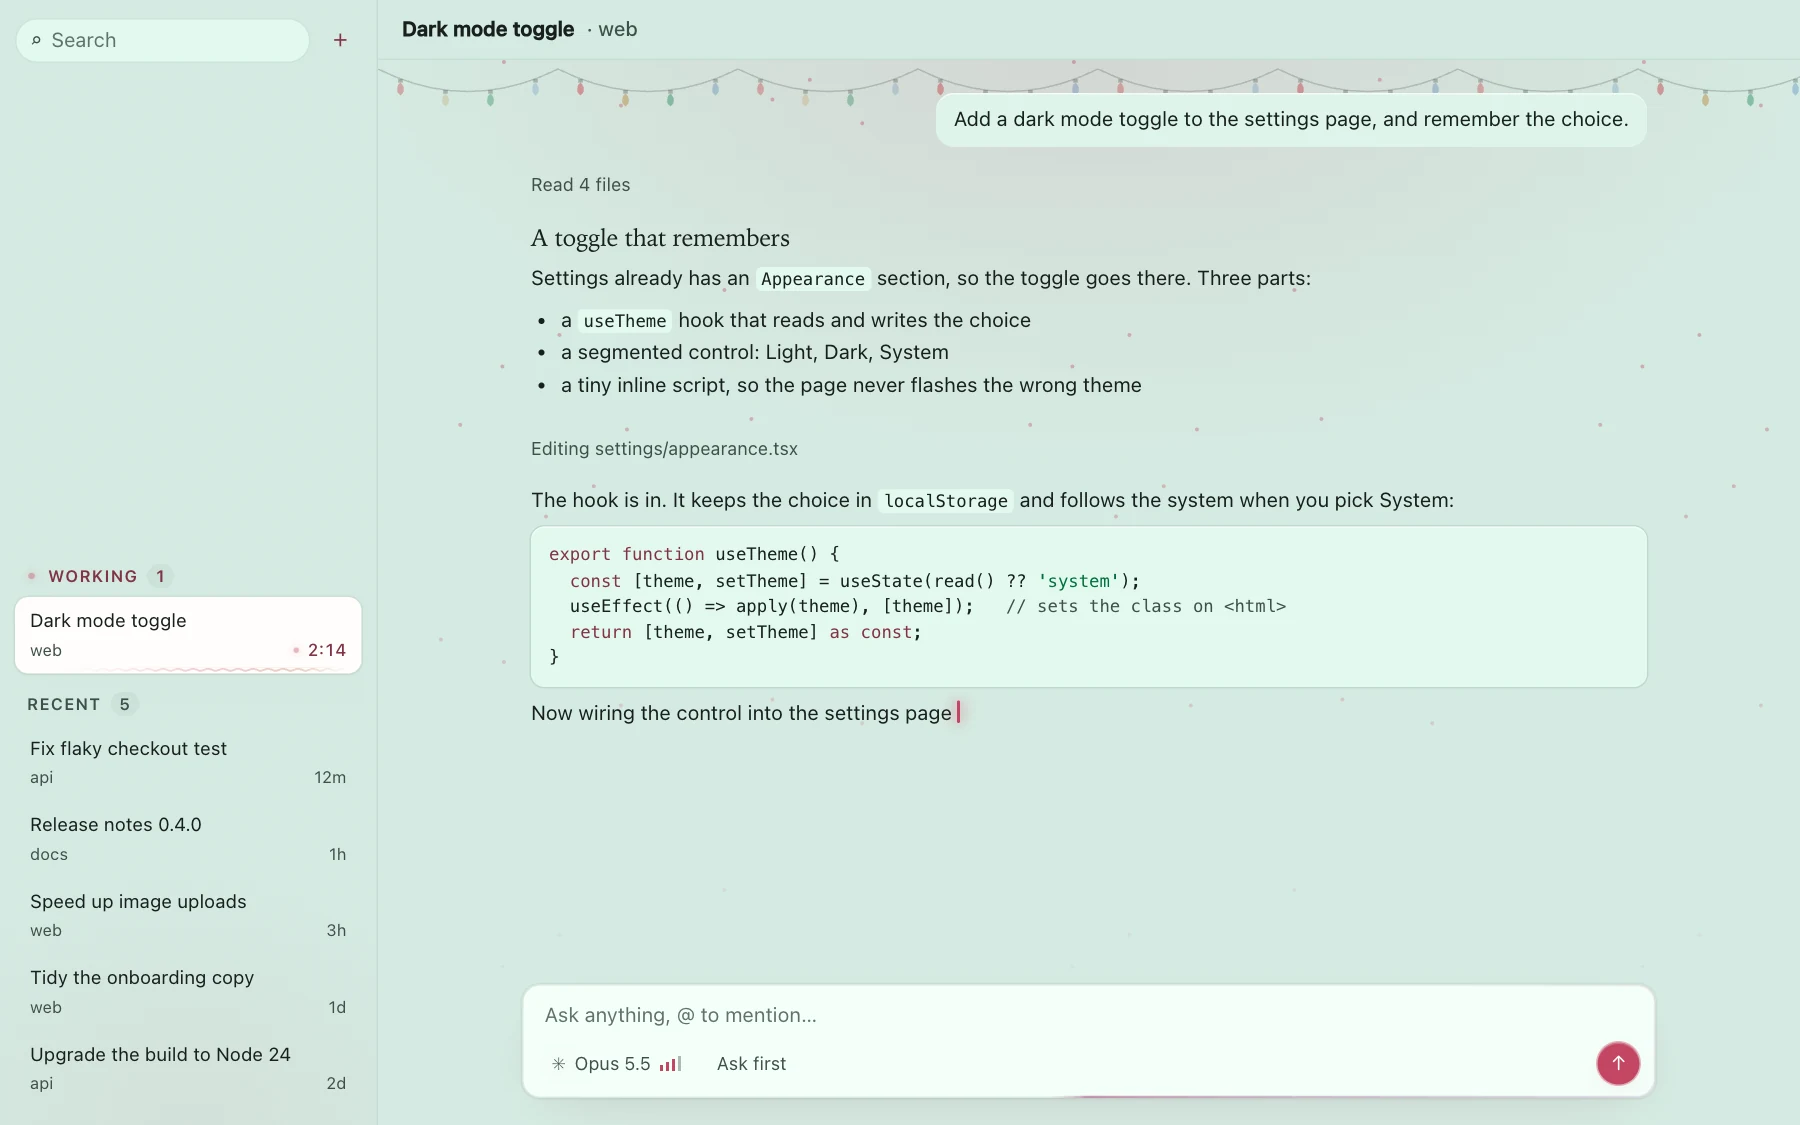 Search
+
Dark mode toggle · web
Add a dark mode toggle to the settings page, and remember the choice.
Read 4 files
A toggle that remembers
Settings already has an Appearance section, so the toggle goes there. Three parts:
• a useTheme hook that reads and writes the choice
• a segmented control: Light, Dark, System
• a tiny inline script, so the page never flashes the wrong theme
Editing settings/appearance.tsx
The hook is in. It keeps the choice in localStorage and follows the system when you pick System:
export function useTheme() {
  const [theme, setTheme] = useState(read() ?? 'system');
  useEffect(() => apply(theme), [theme]);   // sets the class on <html>
  return [theme, setTheme] as const;
}
Now wiring the control into the settings page
WORKING 1
Dark mode toggle
web 2:14
RECENT 5
Fix flaky checkout test
api 12m
Release notes 0.4.0
docs 1h
Speed up image uploads
web 3h
Tidy the onboarding copy
web 1d
Upgrade the build to Node 24
api 2d
Ask anything, @ to mention...
Opus 5.5 Ask first